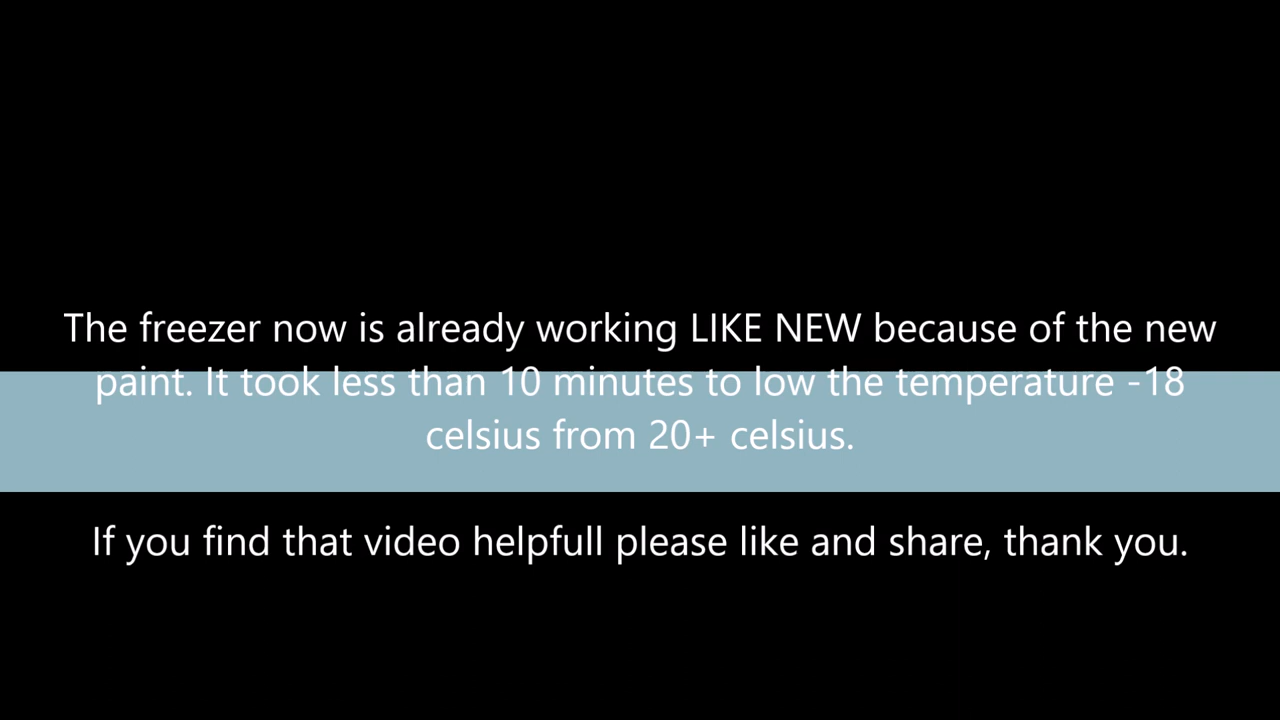 The freezer now is already working LIKE NEW because of the new
paint. It took less than 10 minutes to low the temperature -18
celsius from 20+ celsius.
If you find that video helpfull please like and share, thank you.